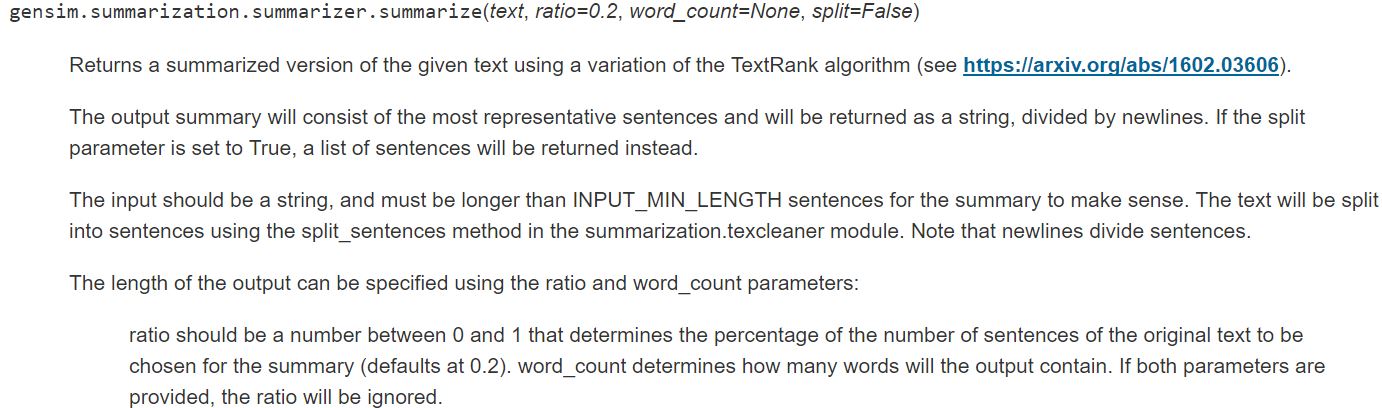 gensim.summarization.summarizer.summarize(text, ratio=0.2, word_count=None, split=False)
Returns a summarized version of the given text using a variation of the TextRank algorithm (see https://arxiv.org/abs/1602.03606).
The output summary will consist of the most representative sentences and will be returned as a string, divided by newlines. If the split
parameter is set to True, a list of sentences will be returned instead.
The input should be a string, and must be longer than INPUT_MIN_LENGTH sentences for the summary to make sense. The text will be split
into sentences using the split_sentences method in the summarization.texcleaner module. Note that newlines divide sentences.
The length of the output can be specified using the ratio and word_count parameters:
ratio should be a number between 0 and 1 that determines the percentage of the number of sentences of the original text to be
chosen for the summary (defaults at 0.2). word_count determines how many words will the output contain. If both parameters are
provided, the ratio will be ignored.